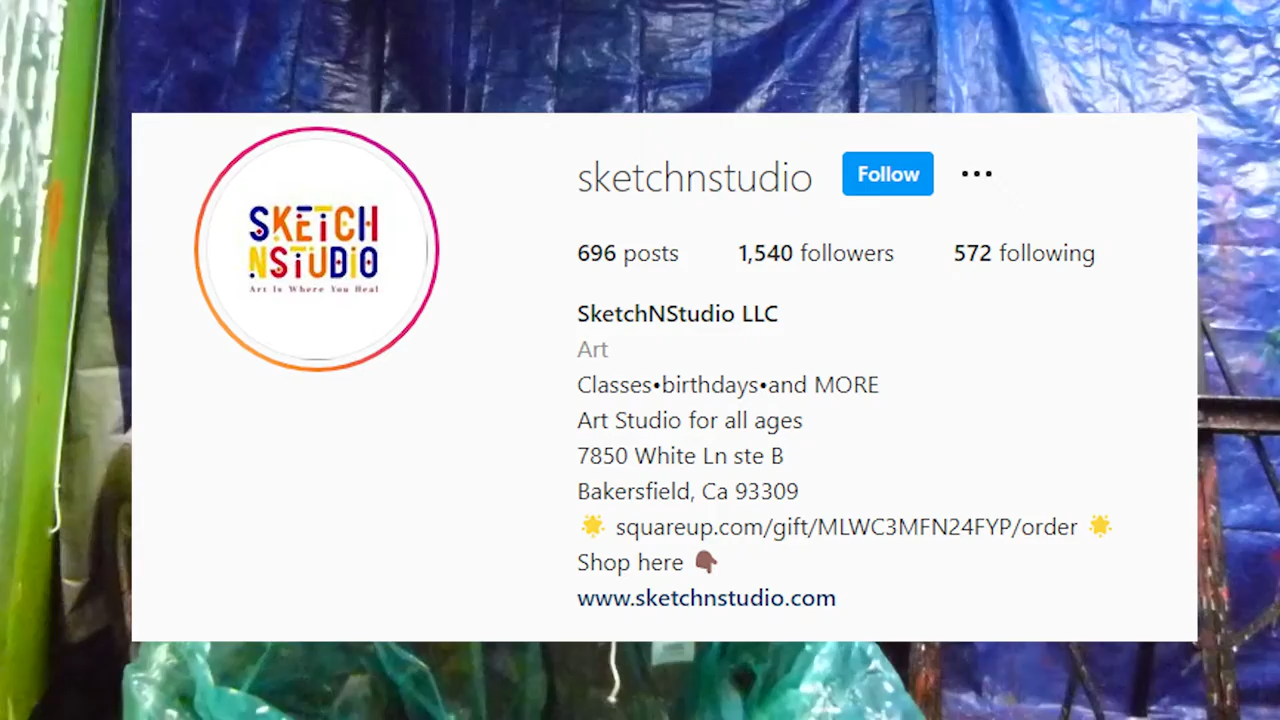 SKETCH
NSTUDIO
Art Is Where You Heal
sketchnstudio Follow •••
696 posts 1,540 followers 572 following
SketchNStudio LLC
Art
Classes•birthdays•and MORE
Art Studio for all ages
7850 White Ln ste B
Bakersfield, Ca 93309
🌟 squareup.com/gift/MLWC3MFN24FYP/order 🌟
Shop here 👇🏿
www.sketchnstudio.com